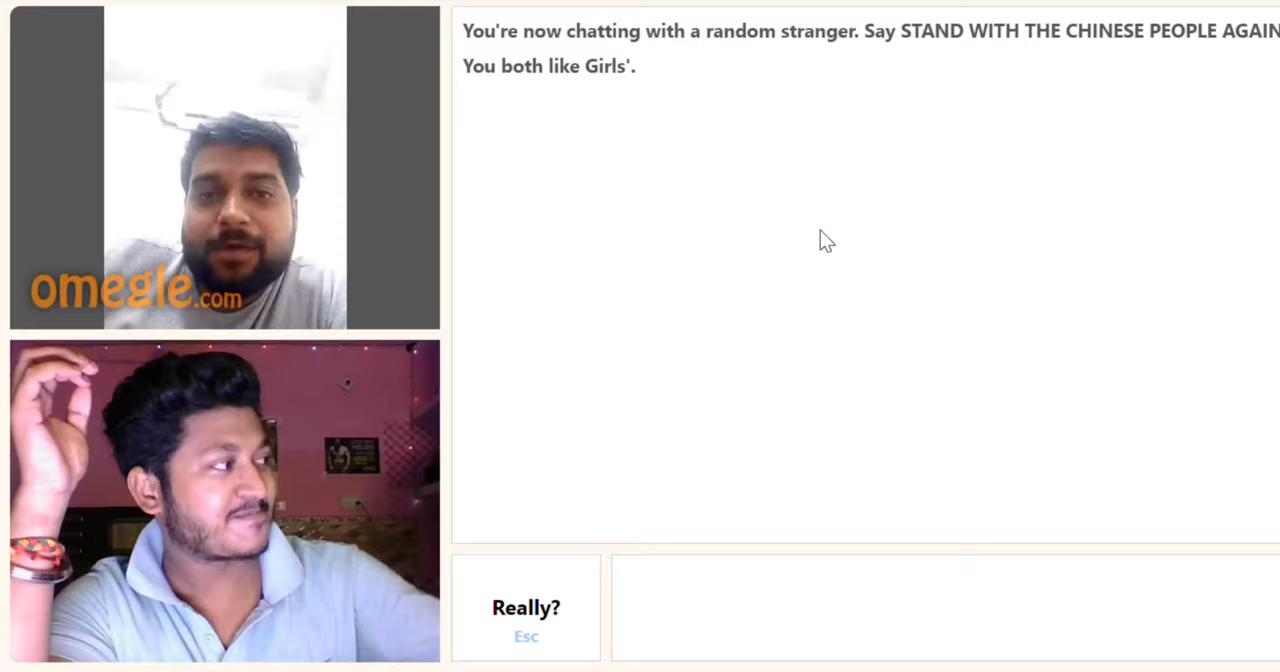 You're now chatting with a random stranger. Say STAND WITH THE CHINESE PEOPLE AGAIN
You both like Girls'.
omegle.com
Really?
Esc